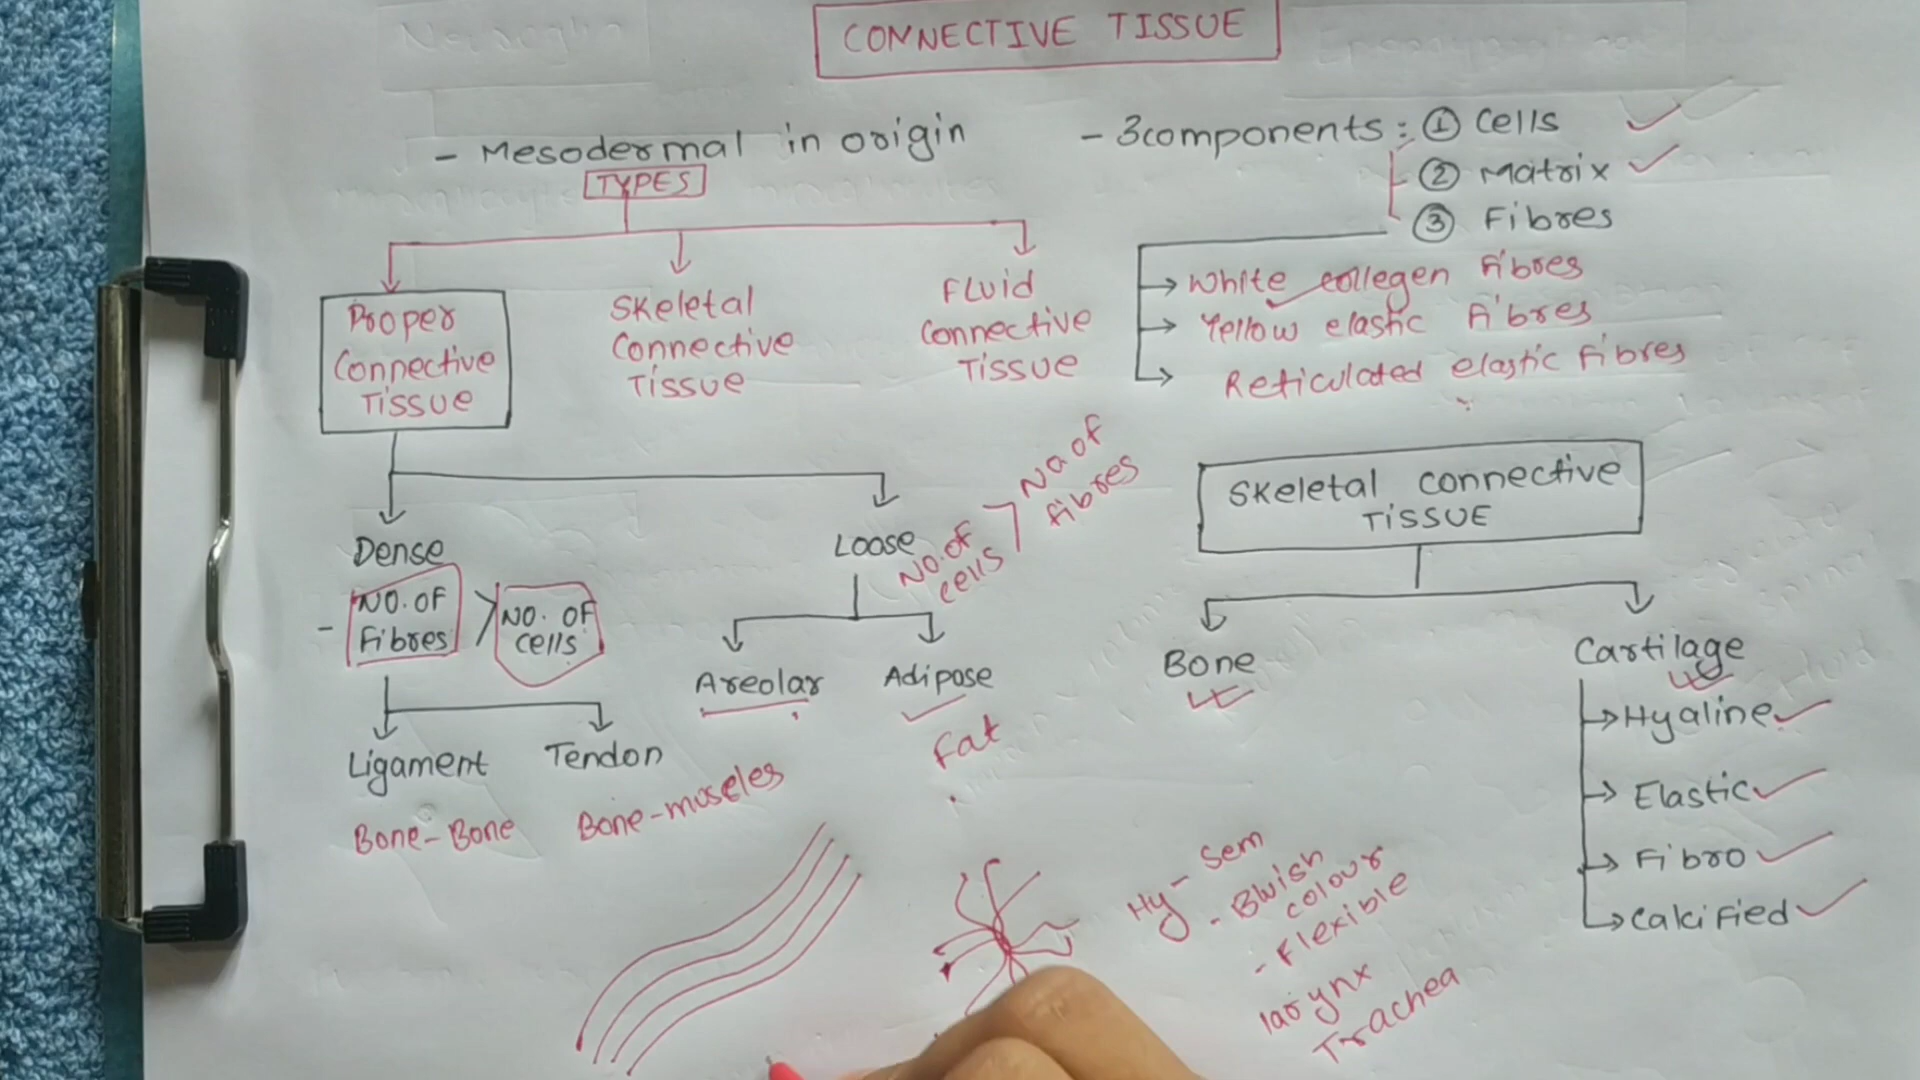 CONNECTIVE TISSUE
- Mesodermal in origin
- 3components: ① Cells
② Matrix
③ Fibres
White collegen Fibres
Yellow elastic Fibres
Reticulated elastic Fibres
TYPES
Proper
Connective
Tissue
Skeletal
Connective
Tissue
Fluid
Connective
Tissue
Dense
- No. of
Fibres
> No. of
cells
Loose
No. of
cells
> No. of
fibres
Ligament
Bone - Bone
Tendon
Bone - moseles
Areolar
Adipose
Fat
Skeletal connective
TISSUE
Bone
Cartilage
Hyaline
Elastic
Fibro
Calcified
Hy - Sem
- Bluish
colour
- Flexible
larynx
Trachea